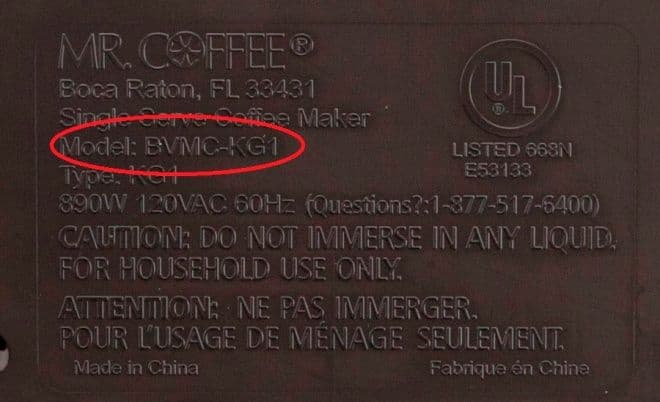 MR. COFFEE®
Boca Raton, FL 33431
Single Serve Coffee Maker
Model: BVMC-KG1
Type: KG1
890W 120VAC 60Hz (Questions?:1-877-517-6400)
CAUTION: DO NOT IMMERSE IN ANY LIQUID.
FOR HOUSEHOLD USE ONLY.
ATTENTION: NE PAS IMMERGER.
POUR L'USAGE DE MÉNAGE SEULEMENT.
Made in China
Fabrique én Chine
UL
®
LISTED 668N
E53133